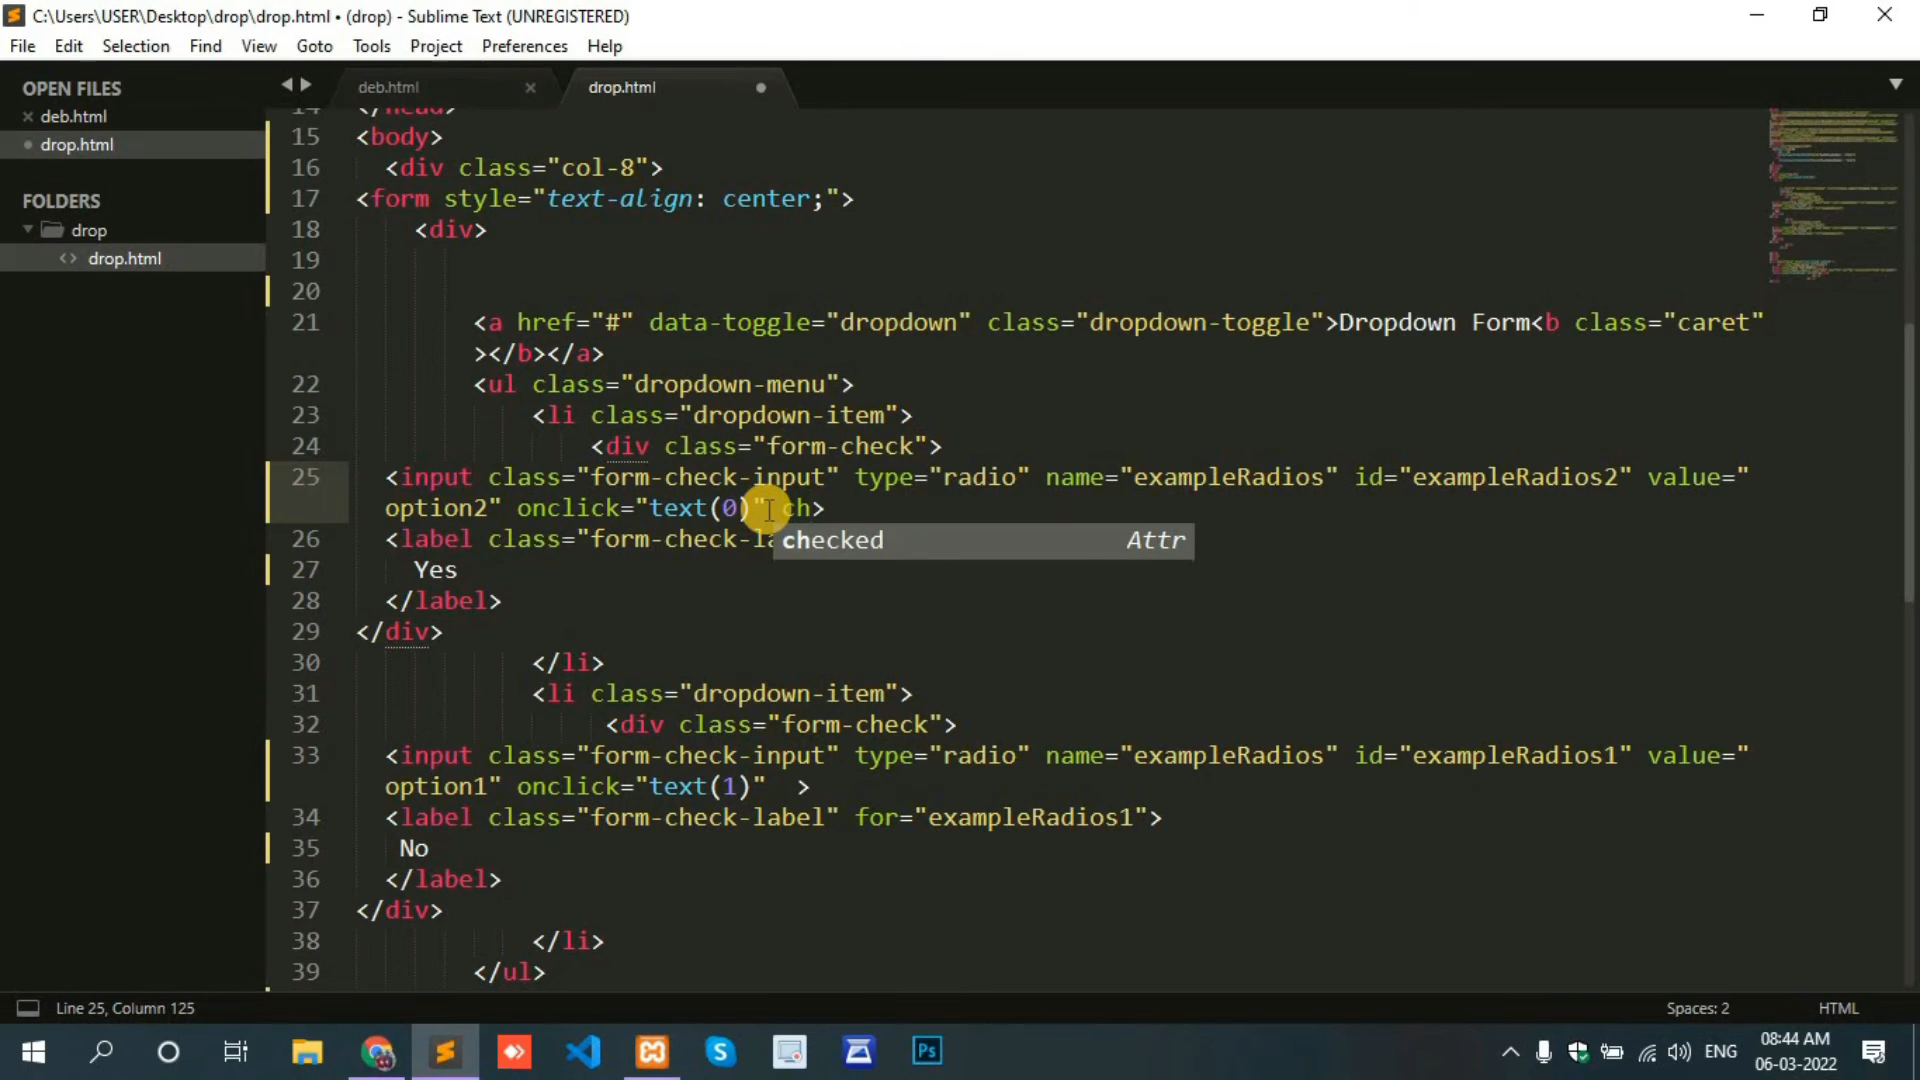 C:\Users\USER\Desktop\drop\drop.html • (drop) - Sublime Text (UNREGISTERED)
File Edit Selection Find View Goto Tools Project Preferences Help
OPEN FILES
deb.html
drop.html
FOLDERS
drop
drop.html
deb.html
drop.html
14 </head>
15 <body>
16 <div class="col-8">
17 <form style="text-align: center;">
18 <div>
19
20
21 <a href="#" data-toggle="dropdown" class="dropdown-toggle">Dropdown Form<b class="caret"
></b></a>
22 <ul class="dropdown-menu">
23 <li class="dropdown-item">
24 <div class="form-check">
25 <input class="form-check-input" type="radio" name="exampleRadios" id="exampleRadios2" value="
option2" onclick="text(0)" ch>
26 <label class="form-check-la
checked Attr
27 Yes
28 </label>
29 </div>
30 </li>
31 <li class="dropdown-item">
32 <div class="form-check">
33 <input class="form-check-input" type="radio" name="exampleRadios" id="exampleRadios1" value="
option1" onclick="text(1)" >
34 <label class="form-check-label" for="exampleRadios1">
35 No
36 </label>
37 </div>
38 </li>
39 </ul>
Line 25, Column 125
Spaces: 2
HTML
Ps
ENG
08:44 AM
06-03-2022